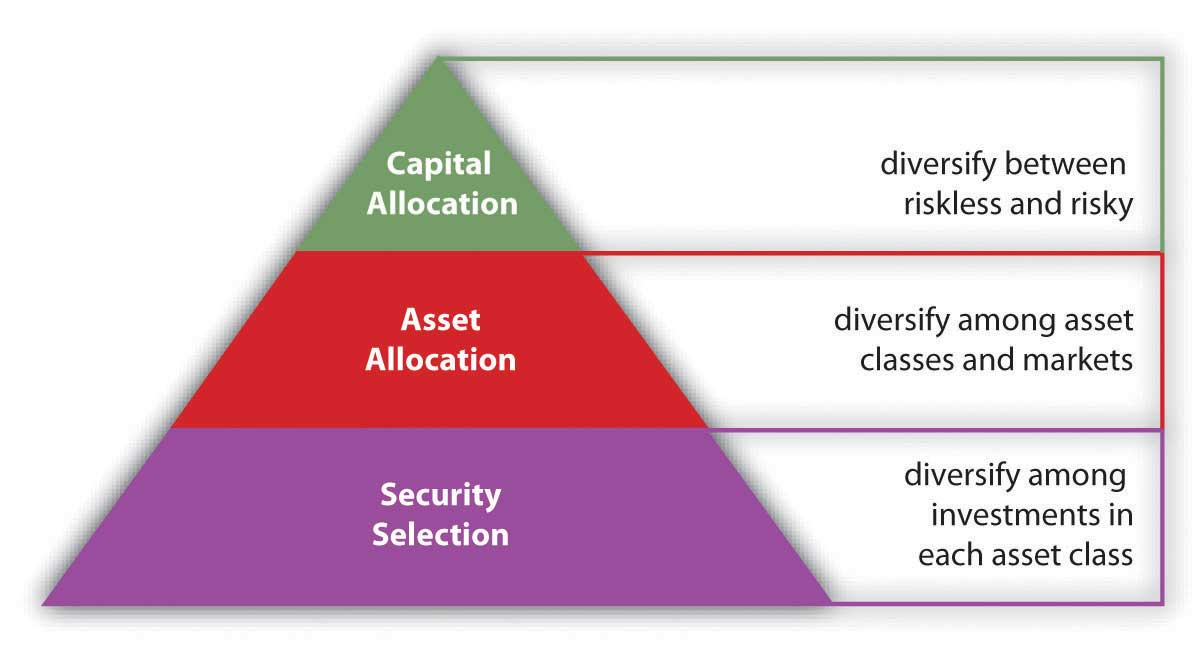 Capital
Allocation
diversify between
riskless and risky
Asset
Allocation
diversify among asset
classes and markets
Security
Selection
diversify among
investments in
each asset class